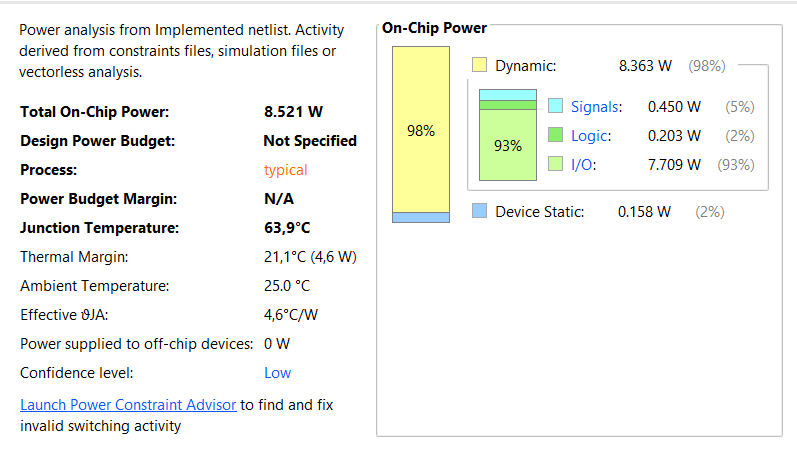 Power analysis from Implemented netlist. Activity
derived from constraints files, simulation files or
vectorless analysis.
Total On-Chip Power: 8.521 W
Design Power Budget: Not Specified
Process: typical
Power Budget Margin: N/A
Junction Temperature: 63,9°C
Thermal Margin: 21,1°C (4,6 W)
Ambient Temperature: 25.0 °C
Effective ϑJA: 4,6°C/W
Power supplied to off-chip devices: 0 W
Confidence level: Low
Launch Power Constraint Advisor to find and fix
invalid switching activity
On-Chip Power
Dynamic: 8.363 W (98%)
98%
Signals: 0.450 W (5%)
Logic: 0.203 W (2%)
93%
I/O: 7.709 W (93%)
Device Static: 0.158 W (2%)